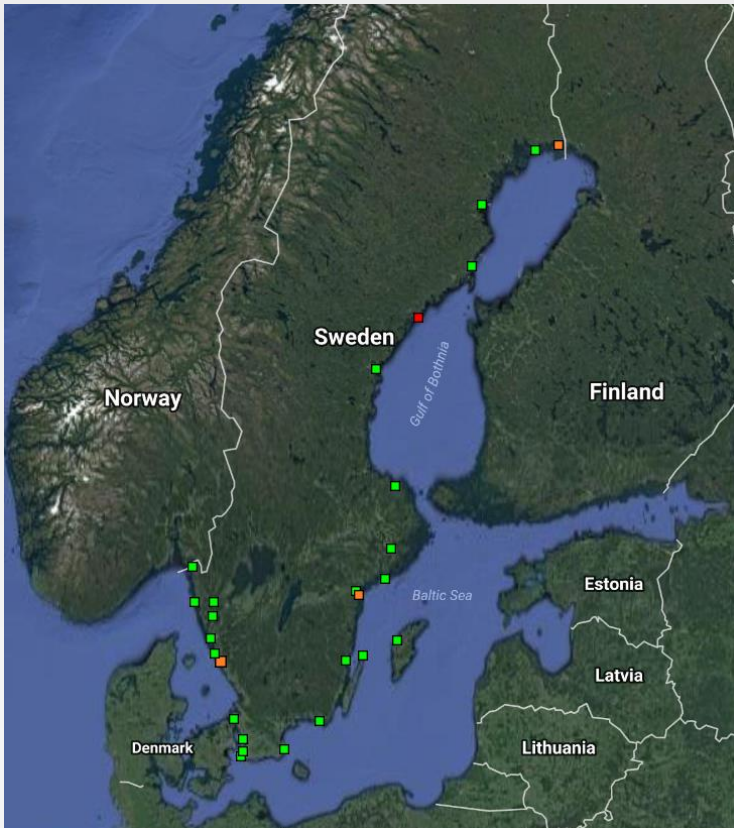 Sweden
Gulf of Bothnia
Norway
Finland
Estonia
Baltic Sea
Latvia
Denmark
Lithuania